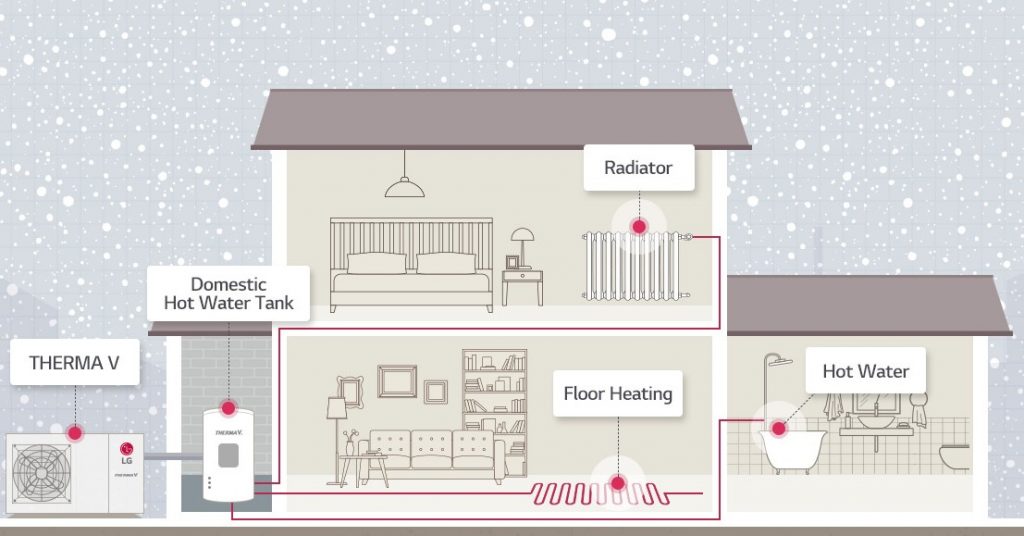 Radiator
Domestic
Hot Water Tank
THERMA V
Floor Heating
Hot Water
THERMA V.
LG
THERMA V